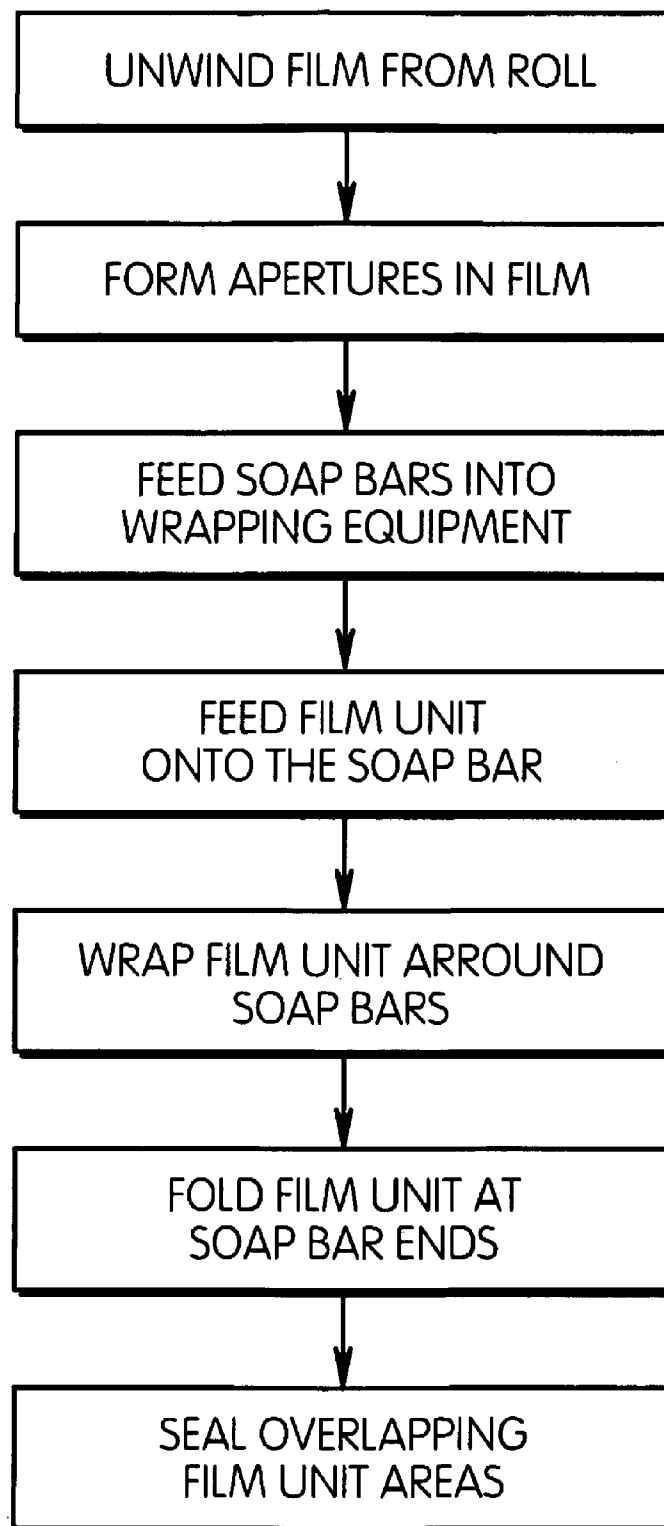 UNWIND FILM FROM ROLL
FORM APERTURES IN FILM
FEED SOAP BARS INTO
WRAPPING EQUIPMENT
FEED FILM UNIT
ONTO THE SOAP BAR
WRAP FILM UNIT ARROUND
SOAP BARS
FOLD FILM UNIT AT
SOAP BAR ENDS
SEAL OVERLAPPING
FILM UNIT AREAS